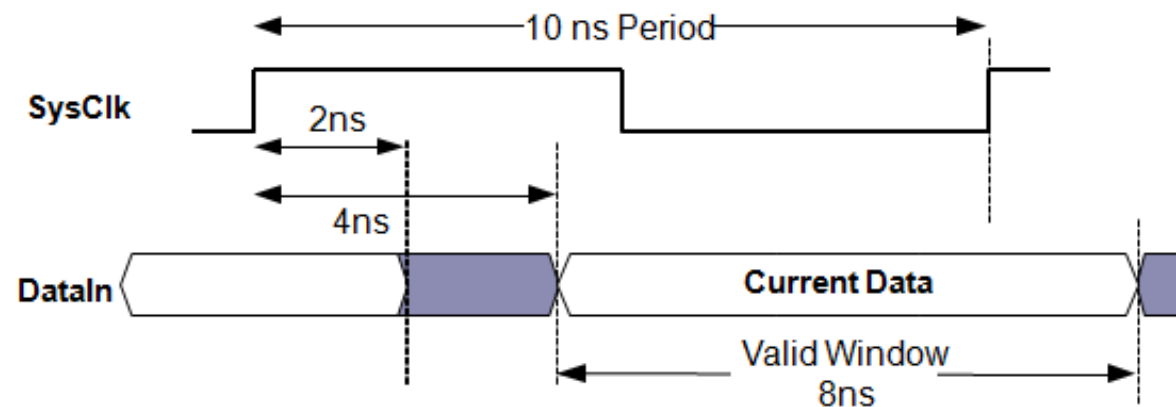 10 ns Period
SysClk
2ns
4ns
DataIn
Current Data
Valid Window
8ns